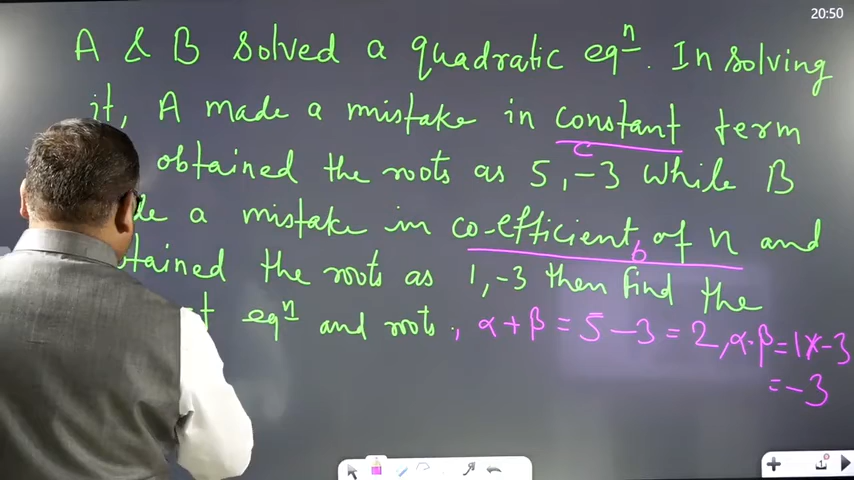 20:50
A & B Solved a quadratic eqⁿ. In solving
it, A made a mistake in constant term
c
obtained the roots as 5, -3 while B
a mistake in co-efficient of n and
b
the roots as 1, -3 then find the
eqⁿ and roots., α + β = 5 - 3 = 2, α·β = 1 x - 3
= - 3